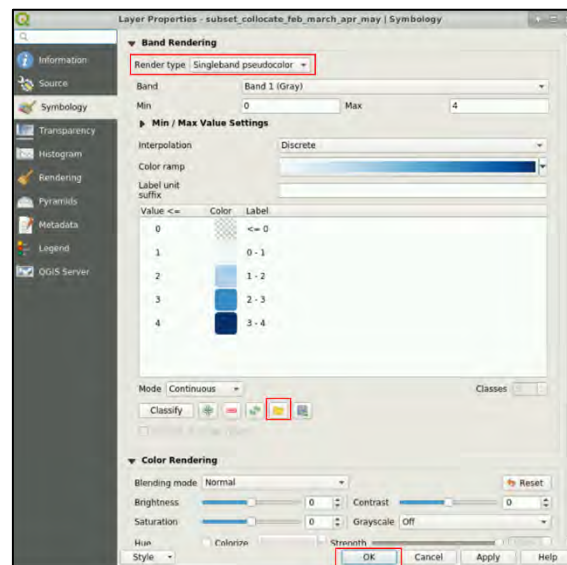 Layer Properties - subset_collocate_feb_march_apr_may | Symbology
Information
Source
Symbology
Transparency
Histogram
Rendering
Pyramids
Metadata
Legend
QGIS Server
Band Rendering
Render type Singleband pseudocolor
Band Band 1 (Gray)
Min 0 Max 4
Min / Max Value Settings
Interpolation Discrete
Color ramp
Label unit
suffix
Value <= Color Label
0 <= 0
1 0 - 1
2 1 - 2
3 2 - 3
4 3 - 4
Mode Continuous Classes
Classify
Color Rendering
Blending mode Normal Reset
Brightness 0 Contrast 0
Saturation 0 Grayscale Off
Hue Colorize Strength
Style OK Cancel Apply Help